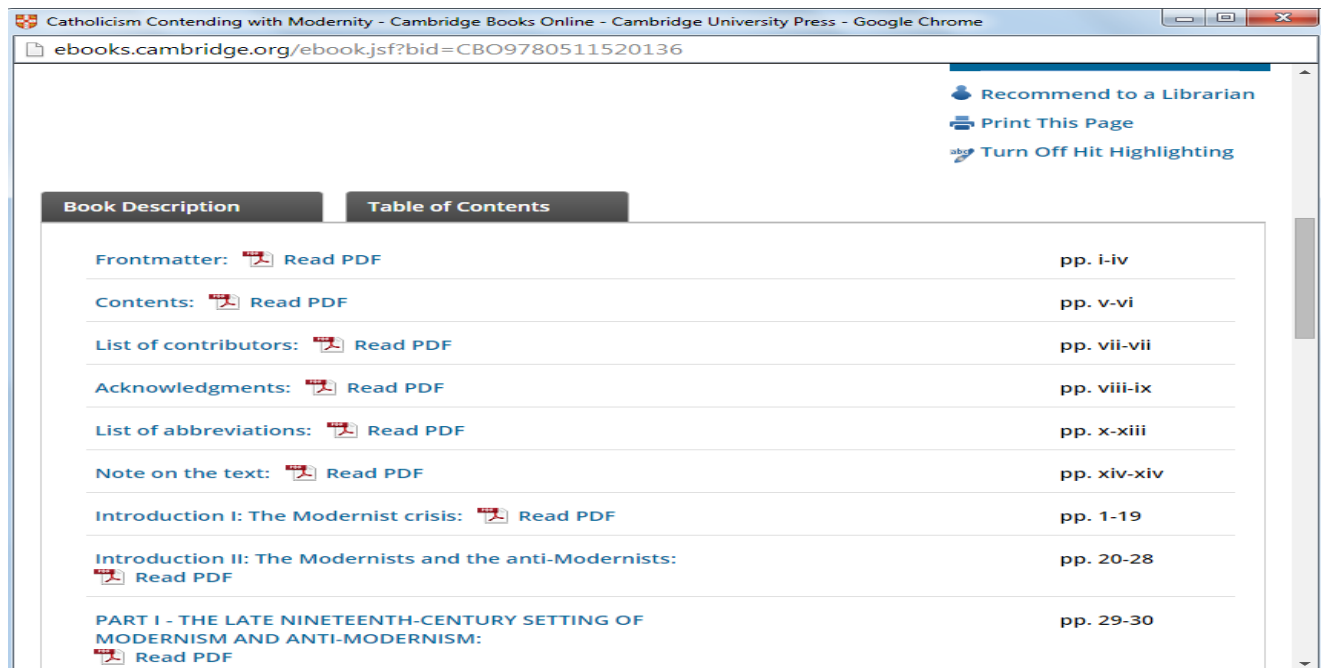 Catholicism Contending with Modernity - Cambridge Books Online - Cambridge University Press - Google Chrome
ebooks.cambridge.org/ebook.jsf?bid=CBO9780511520136
Recommend to a Librarian
Print This Page
Turn Off Hit Highlighting
Book Description Table of Contents
Frontmatter: Read PDF pp. i-iv
Contents: Read PDF pp. v-vi
List of contributors: Read PDF pp. vii-vii
Acknowledgments: Read PDF pp. viii-ix
List of abbreviations: Read PDF pp. x-xiii
Note on the text: Read PDF pp. xiv-xiv
Introduction I: The Modernist crisis: Read PDF pp. 1-19
Introduction II: The Modernists and the anti-Modernists: pp. 20-28
Read PDF
PART I - THE LATE NINETEENTH-CENTURY SETTING OF pp. 29-30
MODERNISM AND ANTI-MODERNISM:
Read PDF